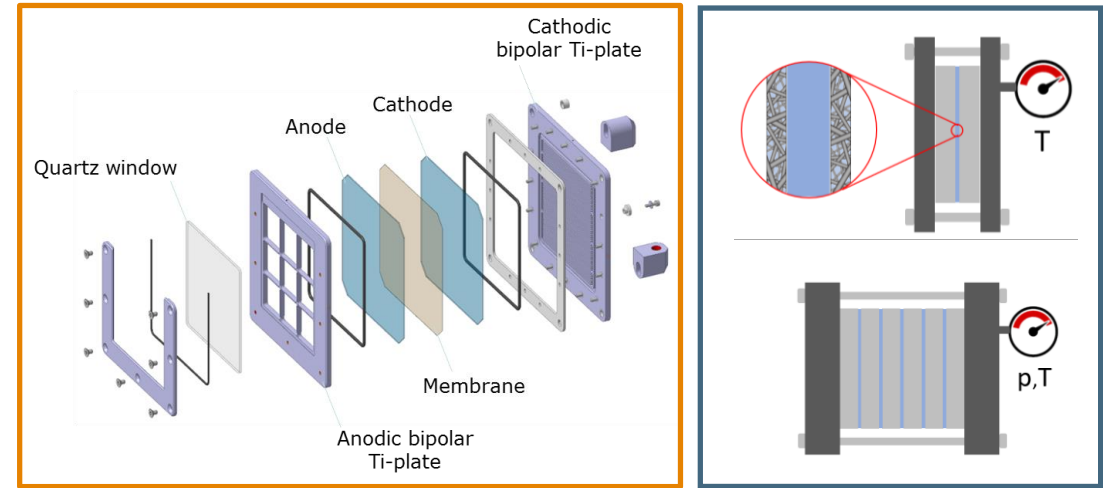 Cathodic
bipolar Ti-plate
Cathode
Anode
Quartz window
Membrane
Anodic bipolar
Ti-plate
T
p,T